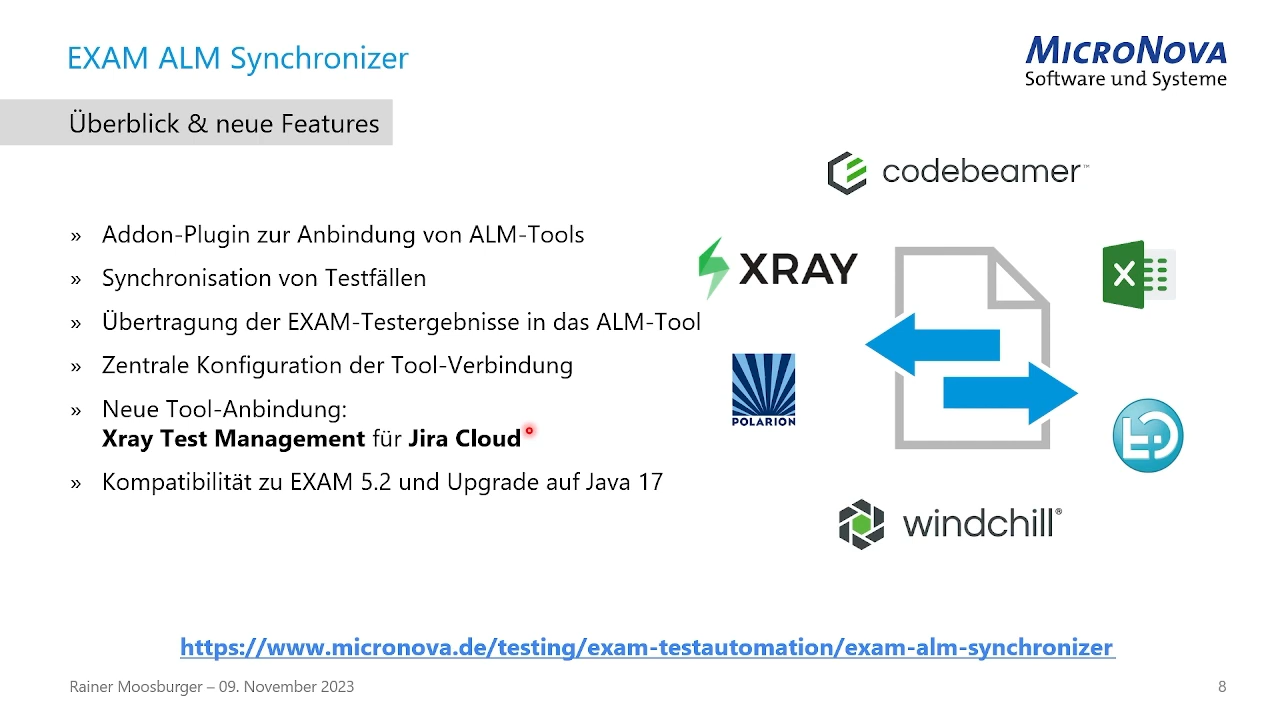 EXAM ALM Synchronizer
MICRONOVA
Software und Systeme
Überblick & neue Features
codebeamer™
» Addon-Plugin zur Anbindung von ALM-Tools
» Synchronisation von Testfällen
» Übertragung der EXAM-Testergebnisse in das ALM-Tool
» Zentrale Konfiguration der Tool-Verbindung
» Neue Tool-Anbindung:
Xray Test Management für Jira Cloud
» Kompatibilität zu EXAM 5.2 und Upgrade auf Java 17
XRAY
X
POLARION
windchill®
https://www.micronova.de/testing/exam-testautomation/exam-alm-synchronizer
Rainer Moosburger – 09. November 2023
8